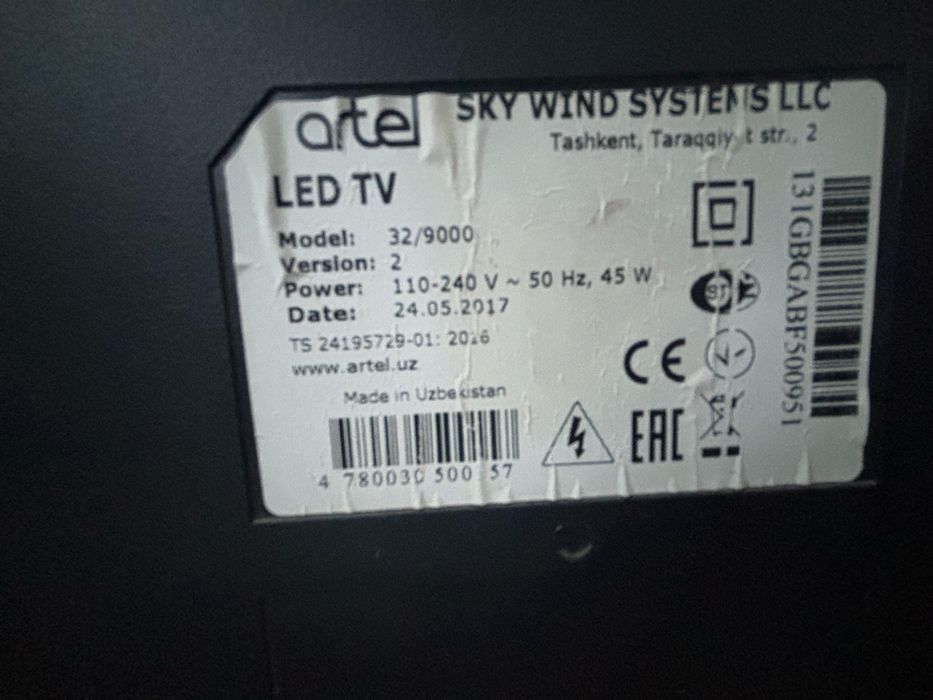 artel
SKY WIND SYSTEMS LLC
Tashkent, Taraqqiyot str., 2
LED TV
Model: 32/9000
Version: 2
Power: 110-240 V ~ 50 Hz, 45 W
Date: 24.05.2017
TS 24195729-01: 2016
www.artel.uz
Made in Uzbekistan
4 780030 500 57
CE
EAC
131GBGABF500951